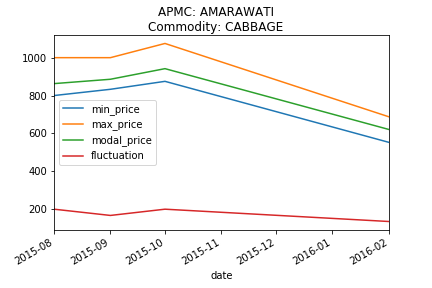 APMC: AMARAWATI
Commodity: CABBAGE
1000
800
600
400
200
min_price
max_price
modal_price
fluctuation
2015-08
2015-09
2015-10
2015-11
2015-12
2016-01
2016-02
date